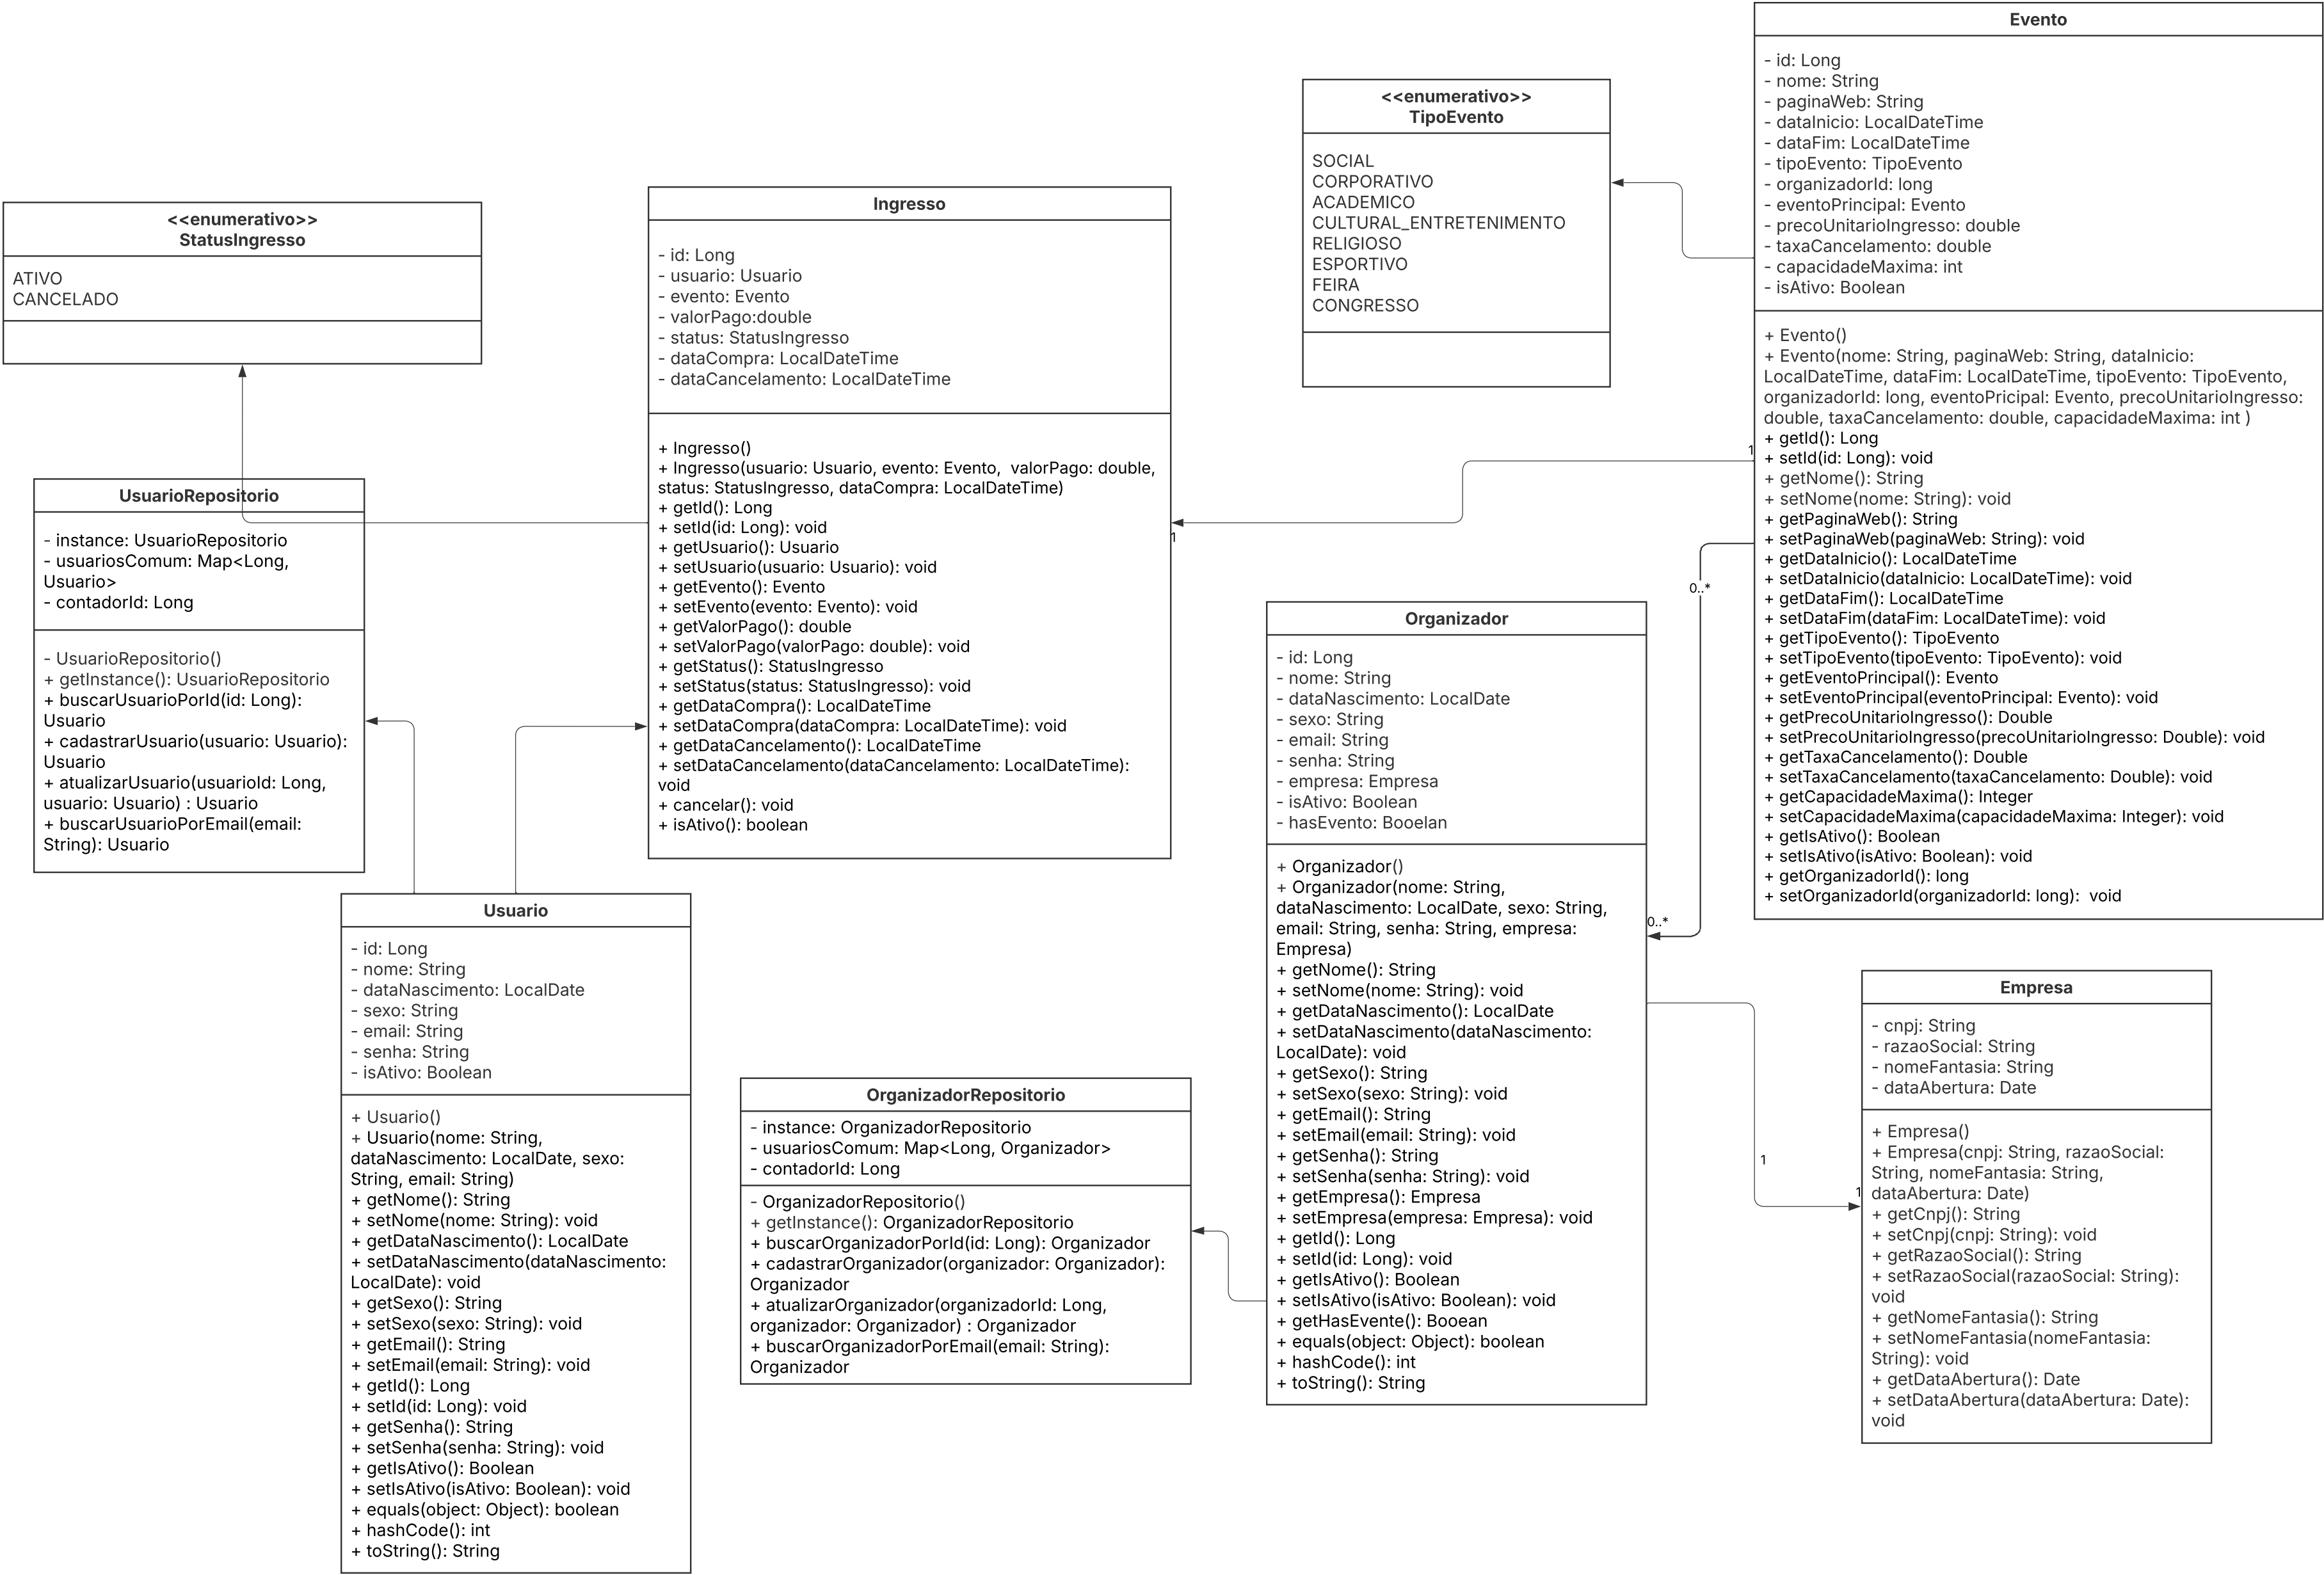 <<enumerativo>>
StatusIngresso
ATIVO
CANCELADO
UsuarioRepositorio
- instance: UsuarioRepositorio
- usuariosComum: Map<Long,
Usuario>
- contadorId: Long
- UsuarioRepositorio()
+ getInstance(): UsuarioRepositorio
+ buscarUsuarioPorId(id: Long):
Usuario
+ cadastrarUsuario(usuario: Usuario):
Usuario
+ atualizarUsuario(usuarioId: Long,
usuario: Usuario) : Usuario
+ buscarUsuarioPorEmail(email:
String): Usuario
Usuario
- id: Long
- nome: String
- dataNascimento: LocalDate
- sexo: String
- email: String
- senha: String
- isAtivo: Boolean
+ Usuario()
+ Usuario(nome: String,
dataNascimento: LocalDate, sexo:
String, email: String)
+ getNome(): String
+ setNome(nome: String): void
+ getDataNascimento(): LocalDate
+ setDataNascimento(dataNascimento:
LocalDate): void
+ getSexo(): String
+ setSexo(sexo: String): void
+ getEmail(): String
+ setEmail(email: String): void
+ getId(): Long
+ setId(id: Long): void
+ getSenha(): String
+ setSenha(senha: String): void
+ getIsAtivo(): Boolean
+ setIsAtivo(isAtivo: Boolean): void
+ equals(object: Object): boolean
+ hashCode(): int
+ toString(): String
Ingresso
- id: Long
- usuario: Usuario
- evento: Evento
- valorPago:double
- status: StatusIngresso
- dataCompra: LocalDateTime
- dataCancelamento: LocalDateTime
+ Ingresso()
+ Ingresso(usuario: Usuario, evento: Evento,  valorPago: double,
status: StatusIngresso, dataCompra: LocalDateTime)
+ getId(): Long
+ setId(id: Long): void
+ getUsuario(): Usuario
+ setUsuario(usuario: Usuario): void
+ getEvento(): Evento
+ setEvento(evento: Evento): void
+ getValorPago(): double
+ setValorPago(valorPago: double): void
+ getStatus(): StatusIngresso
+ setStatus(status: StatusIngresso): void
+ getDataCompra(): LocalDateTime
+ setDataCompra(dataCompra: LocalDateTime): void
+ getDataCancelamento(): LocalDateTime
+ setDataCancelamento(dataCancelamento: LocalDateTime):
void
+ cancelar(): void
+ isAtivo(): boolean
1
1
OrganizadorRepositorio
- instance: OrganizadorRepositorio
- usuariosComum: Map<Long, Organizador>
- contadorId: Long
- OrganizadorRepositorio()
+ getInstance(): OrganizadorRepositorio
+ buscarOrganizadorPorId(id: Long): Organizador
+ cadastrarOrganizador(organizador: Organizador):
Organizador
+ atualizarOrganizador(organizadorId: Long,
organizador: Organizador) : Organizador
+ buscarOrganizadorPorEmail(email: String):
Organizador
<<enumerativo>>
TipoEvento
SOCIAL
CORPORATIVO
ACADEMICO
CULTURAL_ENTRETENIMENTO
RELIGIOSO
ESPORTIVO
FEIRA
CONGRESSO
Organizador
- id: Long
- nome: String
- dataNascimento: LocalDate
- sexo: String
- email: String
- senha: String
- empresa: Empresa
- isAtivo: Boolean
- hasEvento: Booelan
+ Organizador()
+ Organizador(nome: String,
dataNascimento: LocalDate, sexo: String,
email: String, senha: String, empresa:
Empresa)
+ getNome(): String
+ setNome(nome: String): void
+ getDataNascimento(): LocalDate
+ setDataNascimento(dataNascimento:
LocalDate): void
+ getSexo(): String
+ setSexo(sexo: String): void
+ getEmail(): String
+ setEmail(email: String): void
+ getSenha(): String
+ setSenha(senha: String): void
+ getEmpresa(): Empresa
+ setEmpresa(empresa: Empresa): void
+ getId(): Long
+ setId(id: Long): void
+ getIsAtivo(): Boolean
+ setIsAtivo(isAtivo: Boolean): void
+ getHasEvente(): Booean
+ equals(object: Object): boolean
+ hashCode(): int
+ toString(): String
0..*
0..*
Evento
- id: Long
- nome: String
- paginaWeb: String
- dataInicio: LocalDateTime
- dataFim: LocalDateTime
- tipoEvento: TipoEvento
- organizadorId: long
- eventoPrincipal: Evento
- precoUnitarioIngresso: double
- taxaCancelamento: double
- capacidadeMaxima: int
- isAtivo: Boolean
+ Evento()
+ Evento(nome: String, paginaWeb: String, dataInicio:
LocalDateTime, dataFim: LocalDateTime, tipoEvento: TipoEvento,
organizadorId: long, eventoPricipal: Evento, precoUnitarioIngresso:
double, taxaCancelamento: double, capacidadeMaxima: int )
+ getId(): Long
+ setId(id: Long): void
+ getNome(): String
+ setNome(nome: String): void
+ getPaginaWeb(): String
+ setPaginaWeb(paginaWeb: String): void
+ getDataInicio(): LocalDateTime
+ setDataInicio(dataInicio: LocalDateTime): void
+ getDataFim(): LocalDateTime
+ setDataFim(dataFim: LocalDateTime): void
+ getTipoEvento(): TipoEvento
+ setTipoEvento(tipoEvento: TipoEvento): void
+ getEventoPrincipal(): Evento
+ setEventoPrincipal(eventoPrincipal: Evento): void
+ getPrecoUnitarioIngresso(): Double
+ setPrecoUnitarioIngresso(precoUnitarioIngresso: Double): void
+ getTaxaCancelamento(): Double
+ setTaxaCancelamento(taxaCancelamento: Double): void
+ getCapacidadeMaxima(): Integer
+ setCapacidadeMaxima(capacidadeMaxima: Integer): void
+ getIsAtivo(): Boolean
+ setIsAtivo(isAtivo: Boolean): void
+ getOrganizadorId(): long
+ setOrganizadorId(organizadorId: long):  void
1
1
Empresa
- cnpj: String
- razaoSocial: String
- nomeFantasia: String
- dataAbertura: Date
+ Empresa()
+ Empresa(cnpj: String, razaoSocial:
String, nomeFantasia: String,
dataAbertura: Date)
+ getCnpj(): String
+ setCnpj(cnpj: String): void
+ getRazaoSocial(): String
+ setRazaoSocial(razaoSocial: String):
void
+ getNomeFantasia(): String
+ setNomeFantasia(nomeFantasia:
String): void
+ getDataAbertura(): Date
+ setDataAbertura(dataAbertura: Date):
void